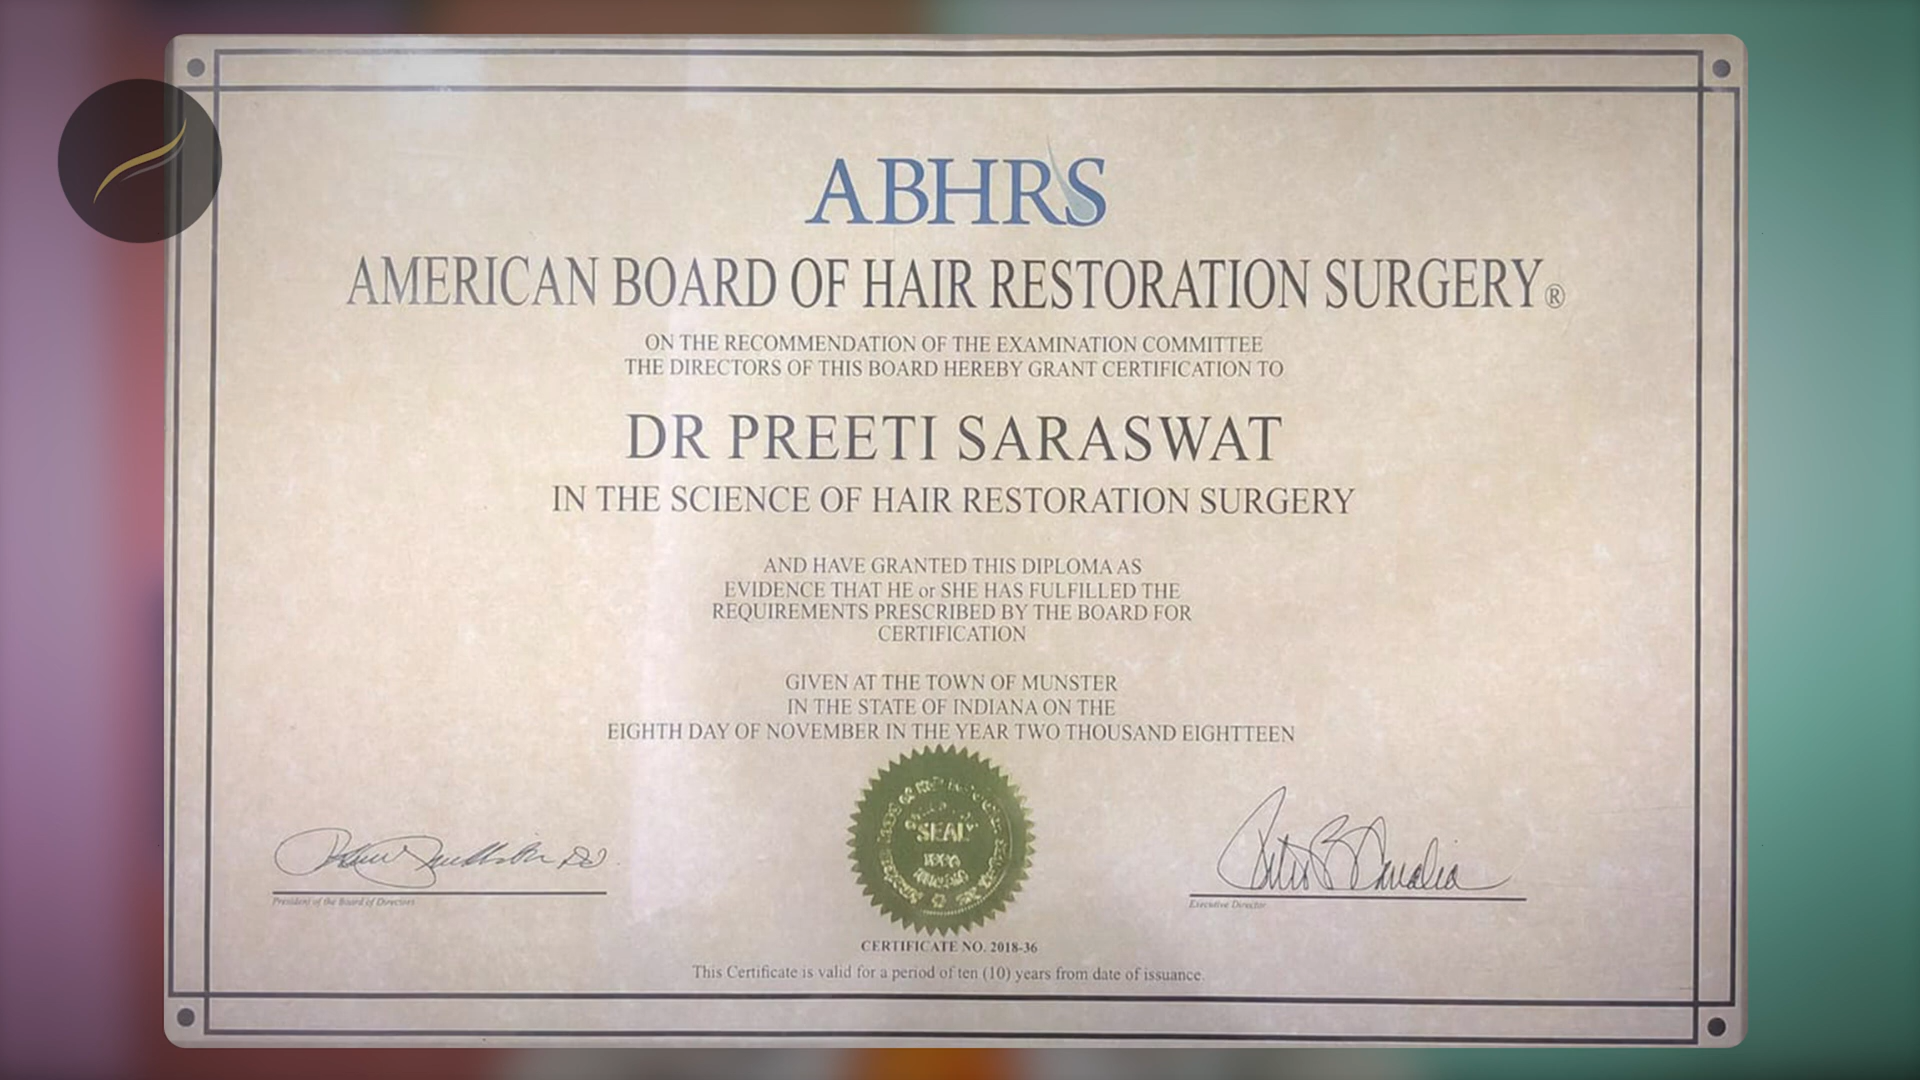 ABHRS
AMERICAN BOARD OF HAIR RESTORATION SURGERY®
ON THE RECOMMENDATION OF THE EXAMINATION COMMITTEE
THE DIRECTORS OF THIS BOARD HEREBY GRANT CERTIFICATION TO
DR PREETI SARASWAT
IN THE SCIENCE OF HAIR RESTORATION SURGERY
AND HAVE GRANTED THIS DIPLOMA AS
EVIDENCE THAT HE or SHE HAS FULFILLED THE
REQUIREMENTS PRESCRIBED BY THE BOARD FOR
CERTIFICATION
GIVEN AT THE TOWN OF MUNSTER
IN THE STATE OF INDIANA ON THE
EIGHTH DAY OF NOVEMBER IN THE YEAR TWO THOUSAND EIGHTTEEN
SEAL
President of the Board of Directors
Executive Director
CERTIFICATE NO. 2018-36
This Certificate is valid for a period of ten (10) years from date of issuance.